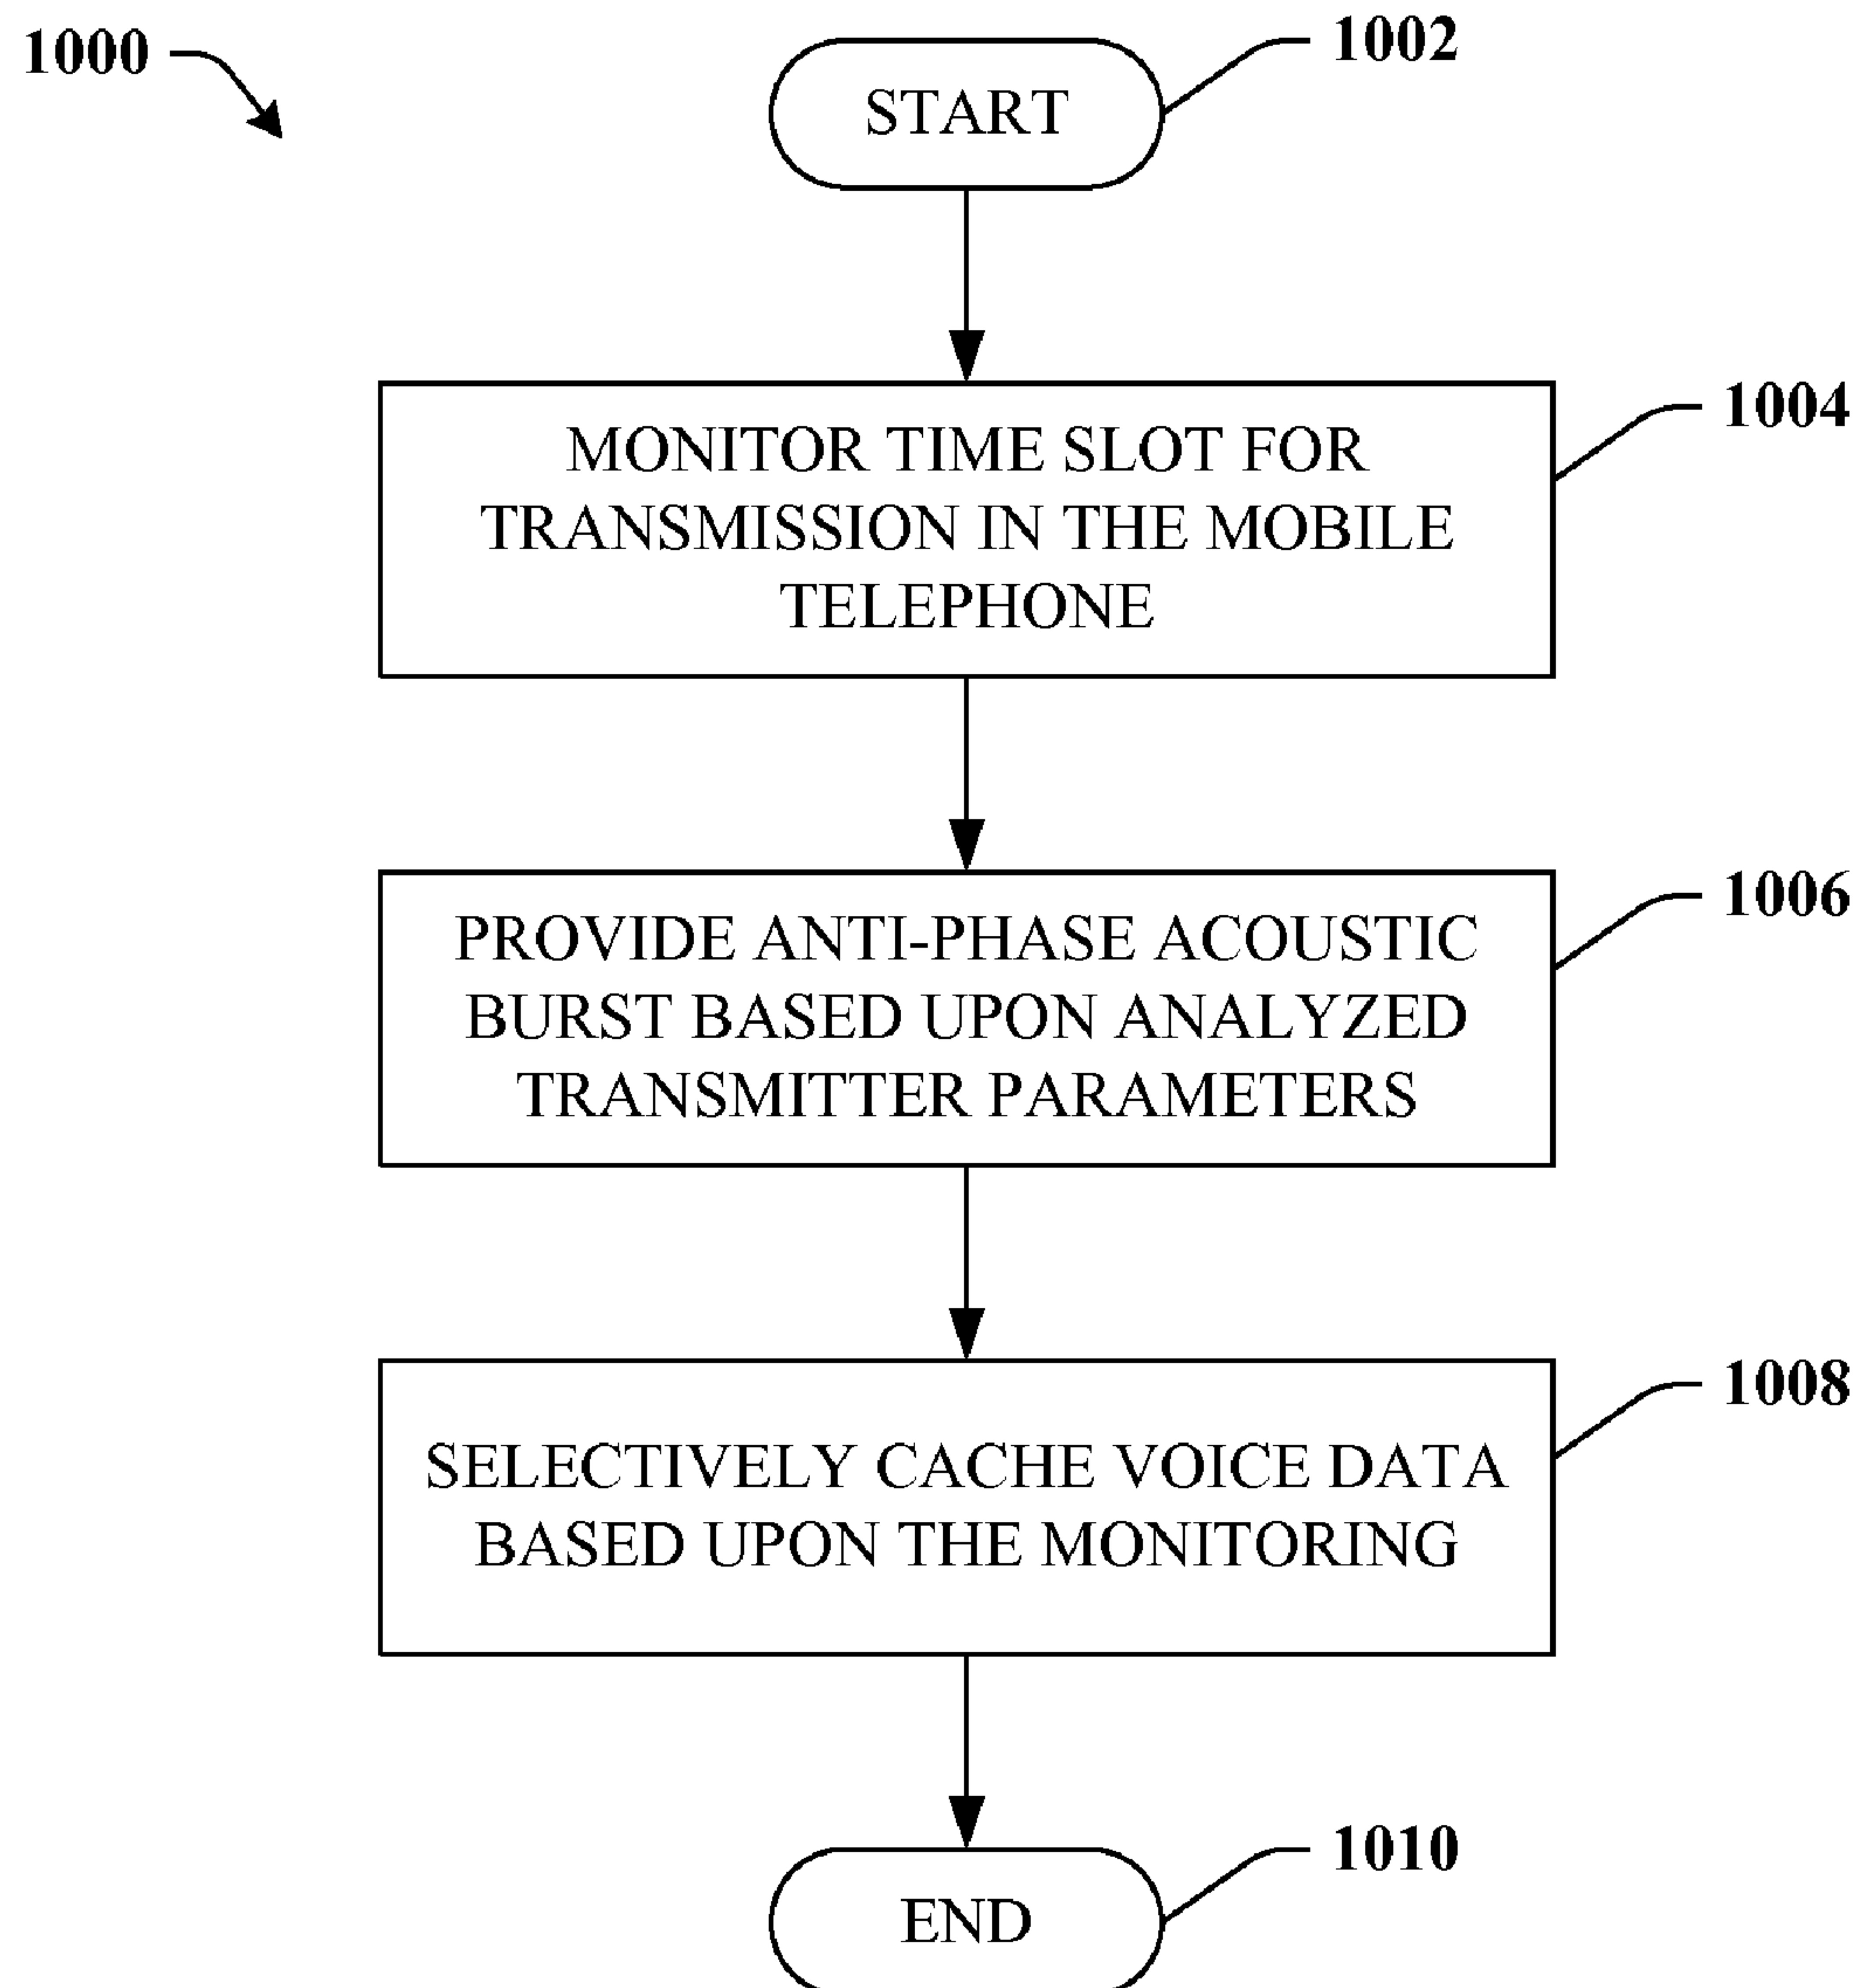 1000
START
1002
MONITOR TIME SLOT FOR
TRANSMISSION IN THE MOBILE
TELEPHONE
1004
PROVIDE ANTI-PHASE ACOUSTIC
BURST BASED UPON ANALYZED
TRANSMITTER PARAMETERS
1006
SELECTIVELY CACHE VOICE DATA
BASED UPON THE MONITORING
1008
END
1010